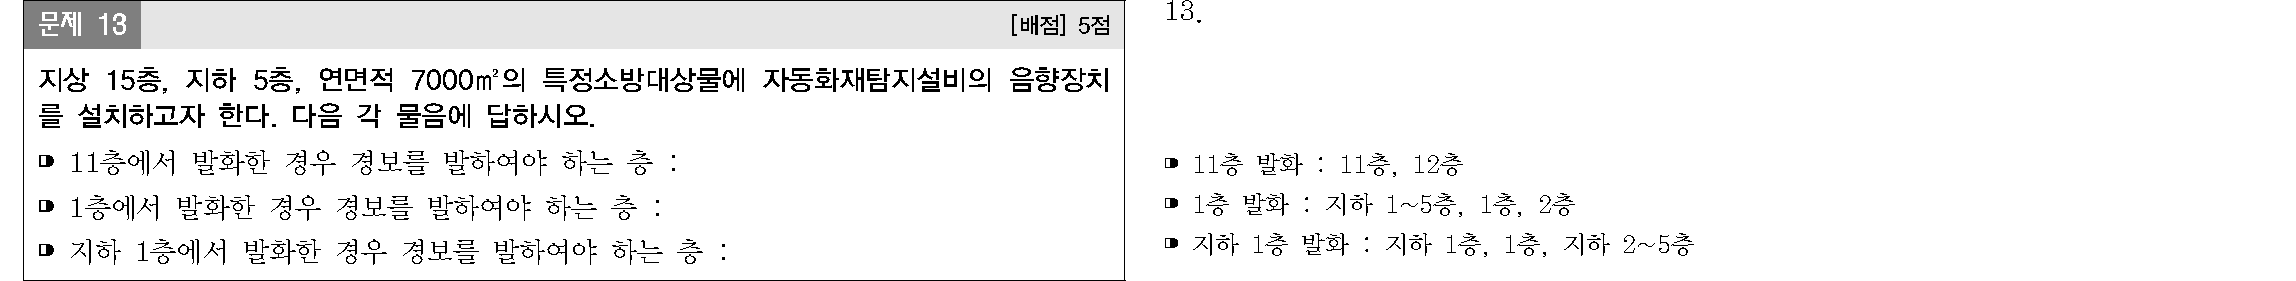 문제 13
[배점] 5점
지상 15층, 지하 5층, 연면적 7000㎡의 특정소방대상물에 자동화재탐지설비의 음향장치
를 설치하고자 한다. 다음 각 물음에 답하시오.
11층에서 발화한 경우 경보를 발하여야 하는 층 :
1층에서 발화한 경우 경보를 발하여야 하는 층 :
지하 1층에서 발화한 경우 경보를 발하여야 하는 층 :
13.
11층 발화 : 11층, 12층
1층 발화 : 지하 1~5층, 1층, 2층
지하 1층 발화 : 지하 1층, 1층, 지하 2~5층